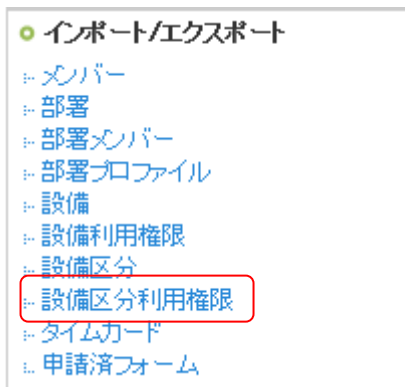 インポート/エクスポート
メンバー
部署
部署メンバー
部署プロファイル
設備
設備利用権限
設備区分
設備区分利用権限
タイムカード
申請済フォーム